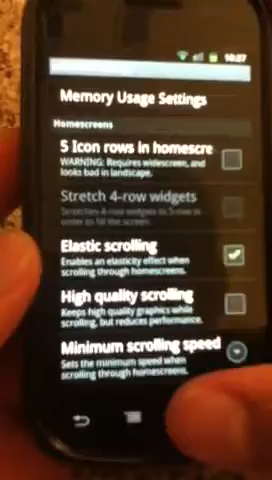 10:27
Memory Usage Settings
Homescreens
5 Icon rows in homescre
WARNING: Requires widescreen, and
looks bad in landscape.
Stretch 4-row widgets
Stretches 4-row widgets to 5-row in
order to fill the screen.
Elastic scrolling
Enables an elasticity effect when
scrolling through homescreens.
High quality scrolling
Keeps high quality graphics while
scrolling, but reduces performance.
Minimum scrolling speed
Sets the minimum speed when
scrolling through homescreens.